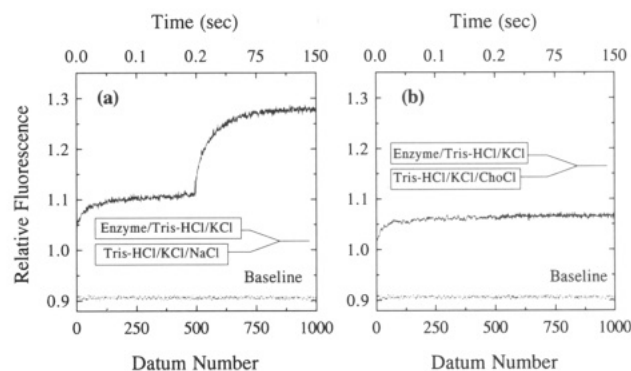 Time (sec)
0.0 0.1 0.2 75 150
(a)
1.3
1.2
1.1
1.0
0.9
Relative Fluorescence
Enzyme/Tris-HCl/KCl
Tris-HCl/KCl/NaCl
Baseline
0 250 500 750 1000
Datum Number
Time (sec)
0.0 0.1 0.2 75 150
(b)
1.3
1.2
1.1
1.0
0.9
Enzyme/Tris-HCl/KCl
Tris-HCl/KCl/ChoCl
Baseline
0 250 500 750 1000
Datum Number